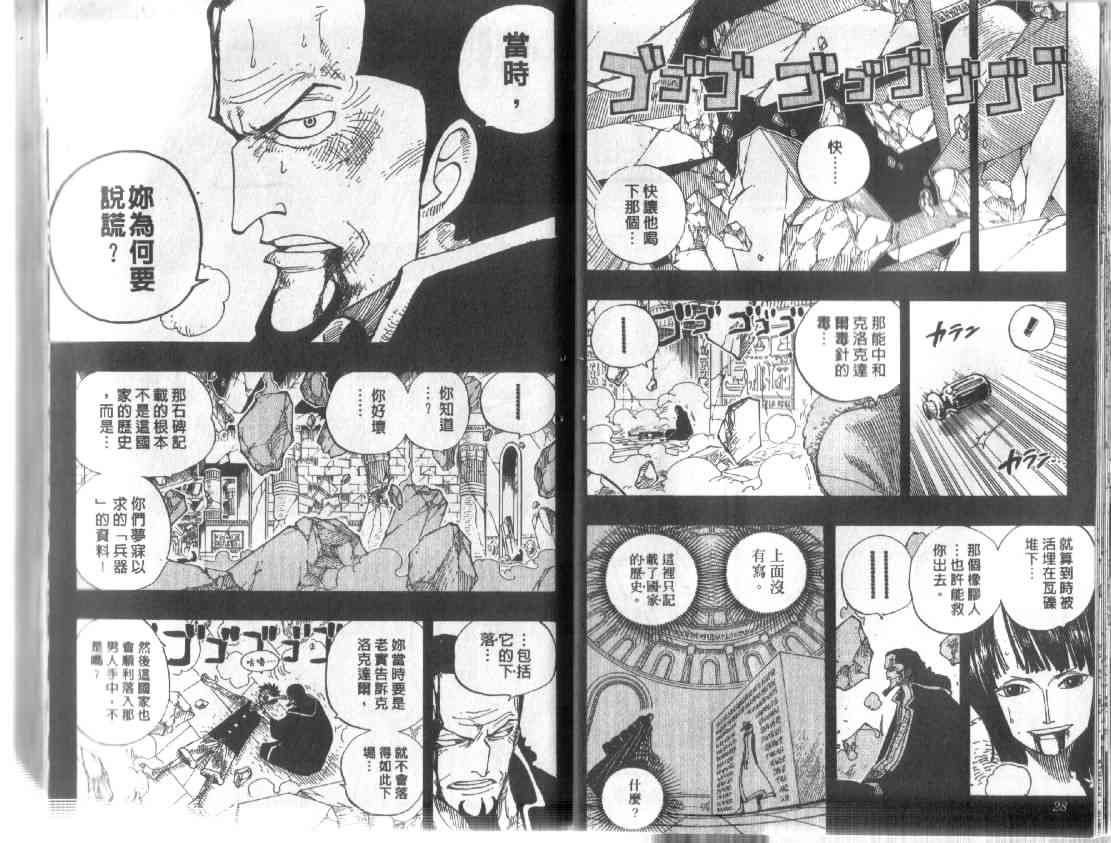 ゴゴゴ
ゴゴゴ
ゴゴゴ
快……
快讓他喝
下那個…
！
カラン
カラン
那能中和
克洛克達
爾毒針的
毒…
ゴゴ
ゴゴゴ
…………
就算到時被
活埋在瓦礫
堆下…
那個橡膠人
…也許能救
你出去。
…………
上面沒
有寫。
這裡只記
載了國家
的歷史。
什麼？
28
當時，
妳為何要
說謊？
…………
你知道
…？
你好壞
……
那石碑記
載的根本
不是這國
家的歷史
，而是…
你們夢寐以
求的「兵器
」的資料！
…包括
它的下
落…
妳當時要是
老實告訴克
洛克達爾，
就不會落
得如此下
場…
ゴゴゴゴゴ
咕嚕…
然後這國家也
會順利落入那
男人手中，不
是嗎？